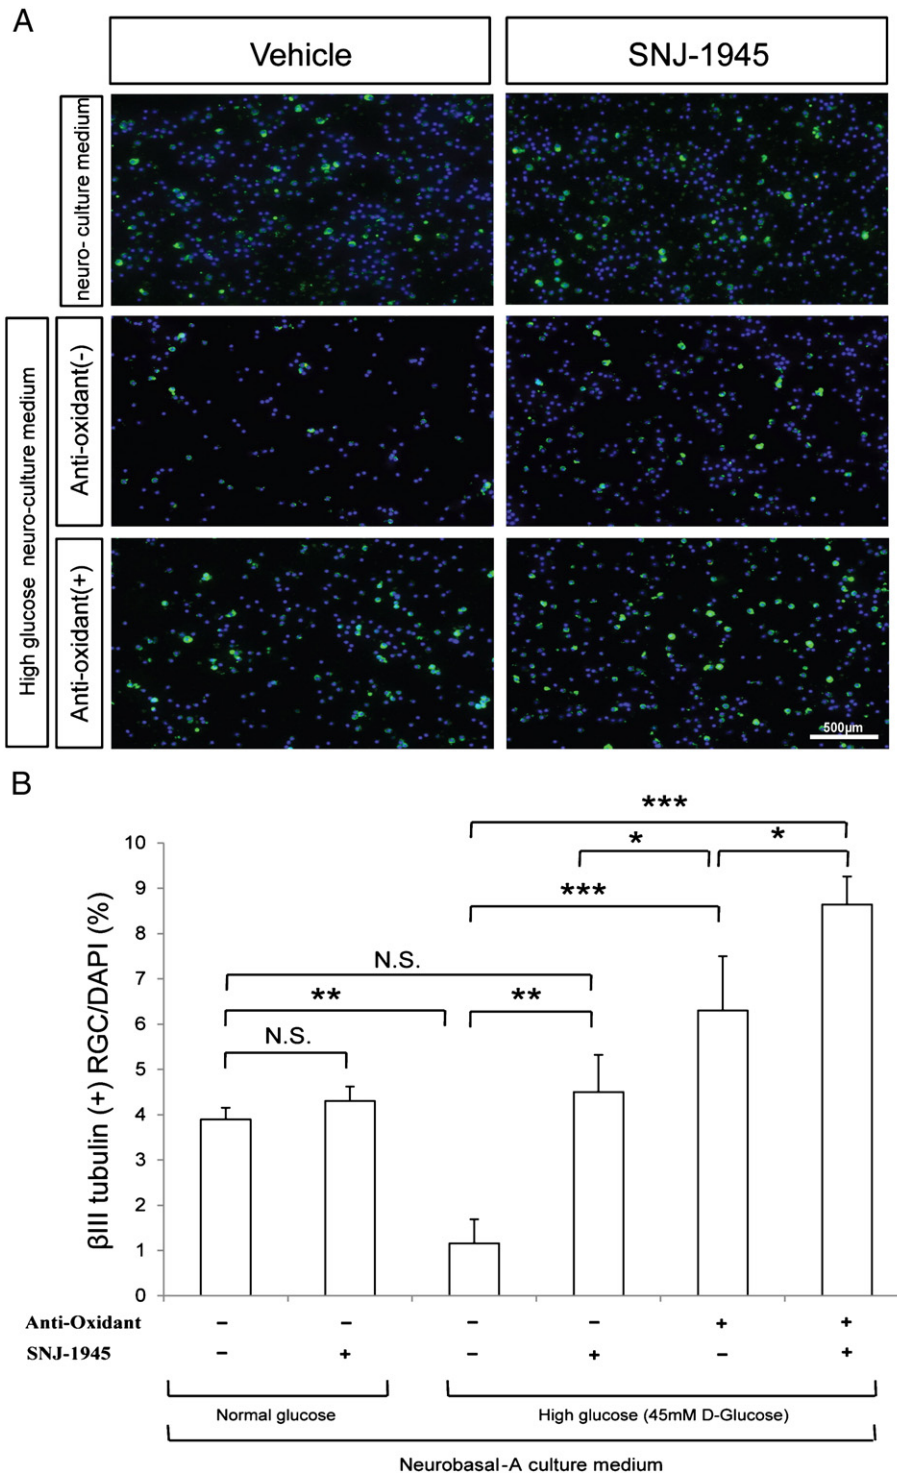 A
Vehicle
SNJ-1945
neuro- culture medium
High glucose neuro-culture medium
Anti-oxidant(-)
Anti-oxidant(+)
500µm
B
βIII tubulin (+) RGC/DAPI (%)
10
9
8
7
6
5
4
3
2
1
0
***
*
*
***
N.S.
**
**
N.S.
Anti-Oxidant − − − − + +
SNJ-1945 − + − + − +
Normal glucose
High glucose (45mM D-Glucose)
Neurobasal-A culture medium